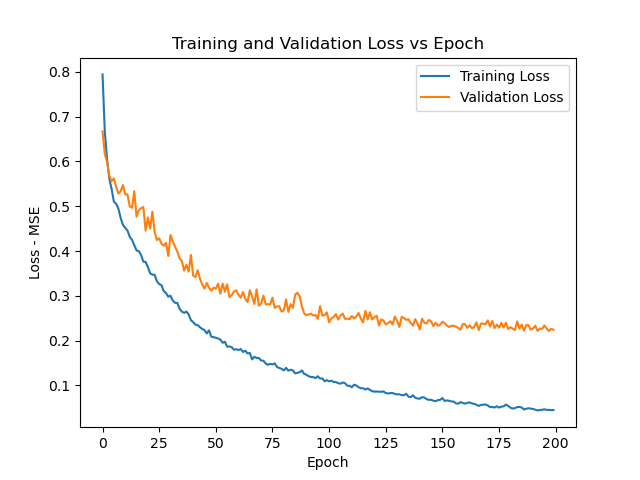 Training and Validation Loss vs Epoch
Training Loss
Validation Loss
Loss - MSE
0.8
0.7
0.6
0.5
0.4
0.3
0.2
0.1
0 25 50 75 100 125 150 175 200
Epoch